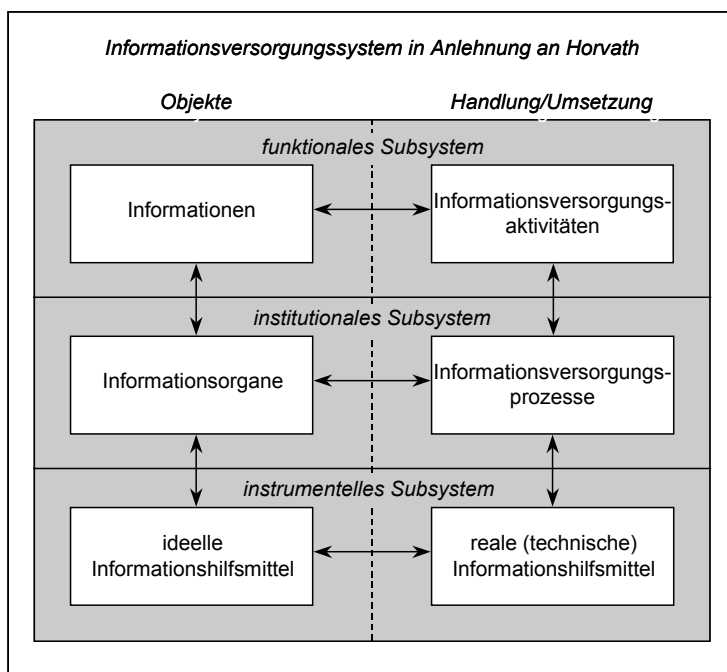 Informationsversorgungssystem in Anlehnung an Horvath
Objekte
Handlung/Umsetzung
funktionales Subsystem
Informationen
Informationsversorgungs-
aktivitäten
institutionales Subsystem
Informationsorgane
Informationsversorgungs-
prozesse
instrumentelles Subsystem
ideelle
Informationshilfsmittel
reale (technische)
Informationshilfsmittel